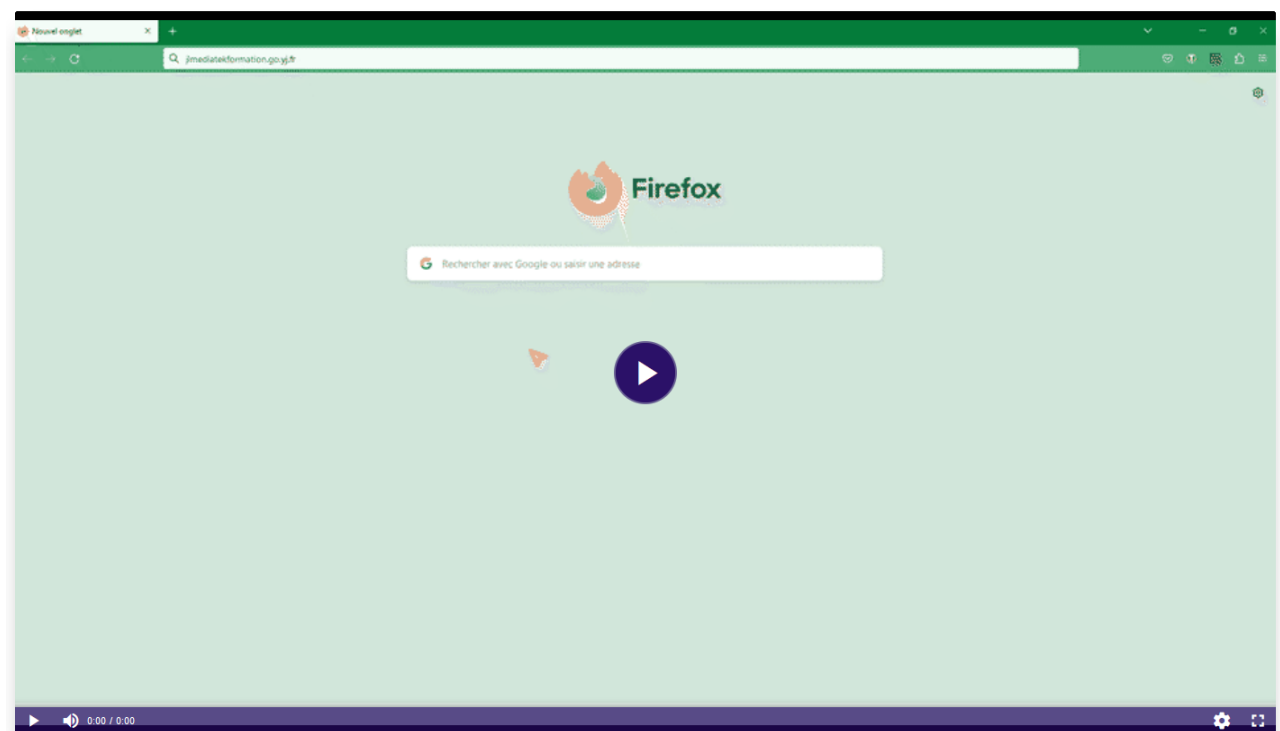 Nouvel onglet
jlmediatekformation.go.yj.fr
Firefox
Rechercher avec Google ou saisir une adresse
0:00 / 0:00